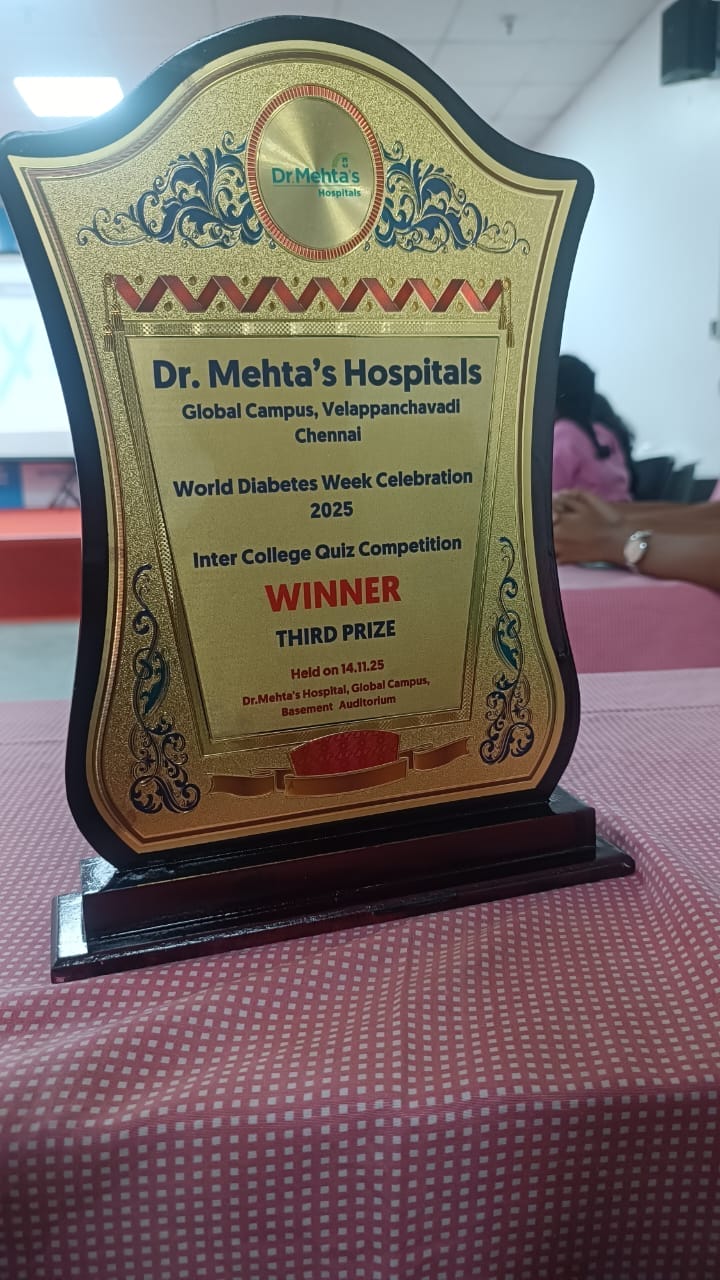 Dr.Mehta's
Hospitals
Dr. Mehta's Hospitals
Global Campus, Velappanchavadi
Chennai
World Diabetes Week Celebration
2025
Inter College Quiz Competition
WINNER
THIRD PRIZE
Held on 14.11.25
Dr.Mehta's Hospital, Global Campus,
Basement Auditorium